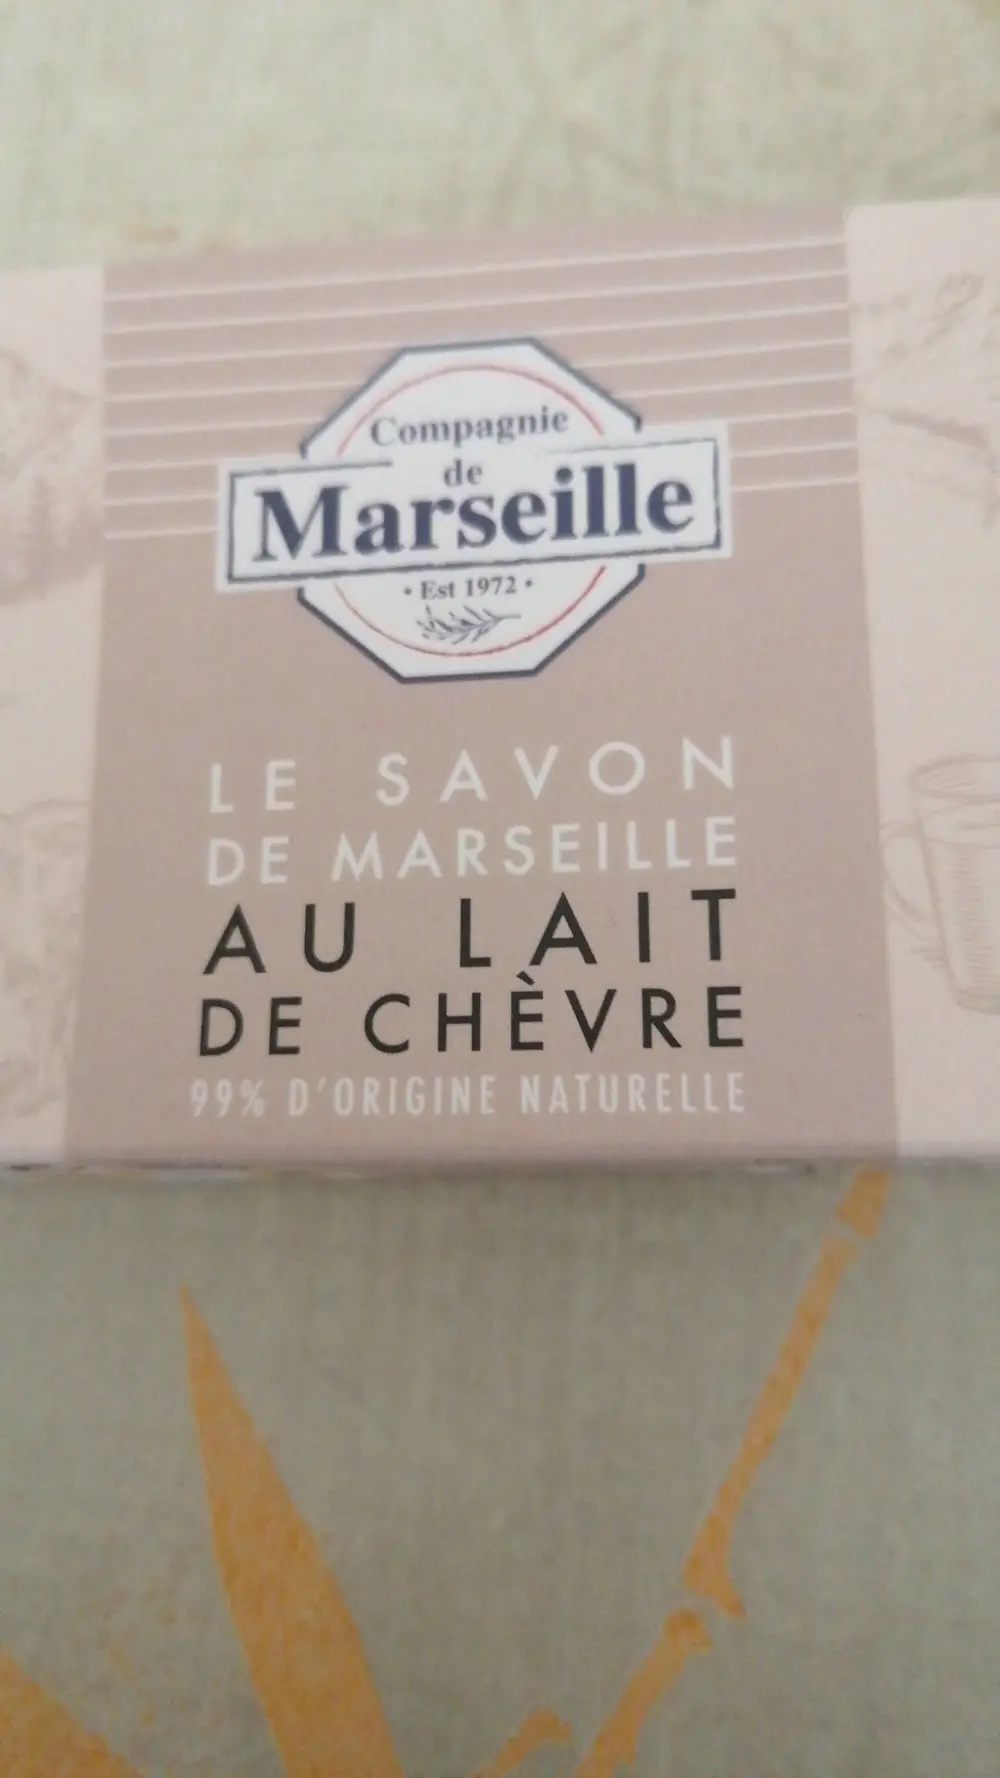 Compagnie
de
Marseille
• Est 1972 •
LE SAVON
DE MARSEILLE
AU LAIT
DE CHÈVRE
99% D'ORIGINE NATURELLE